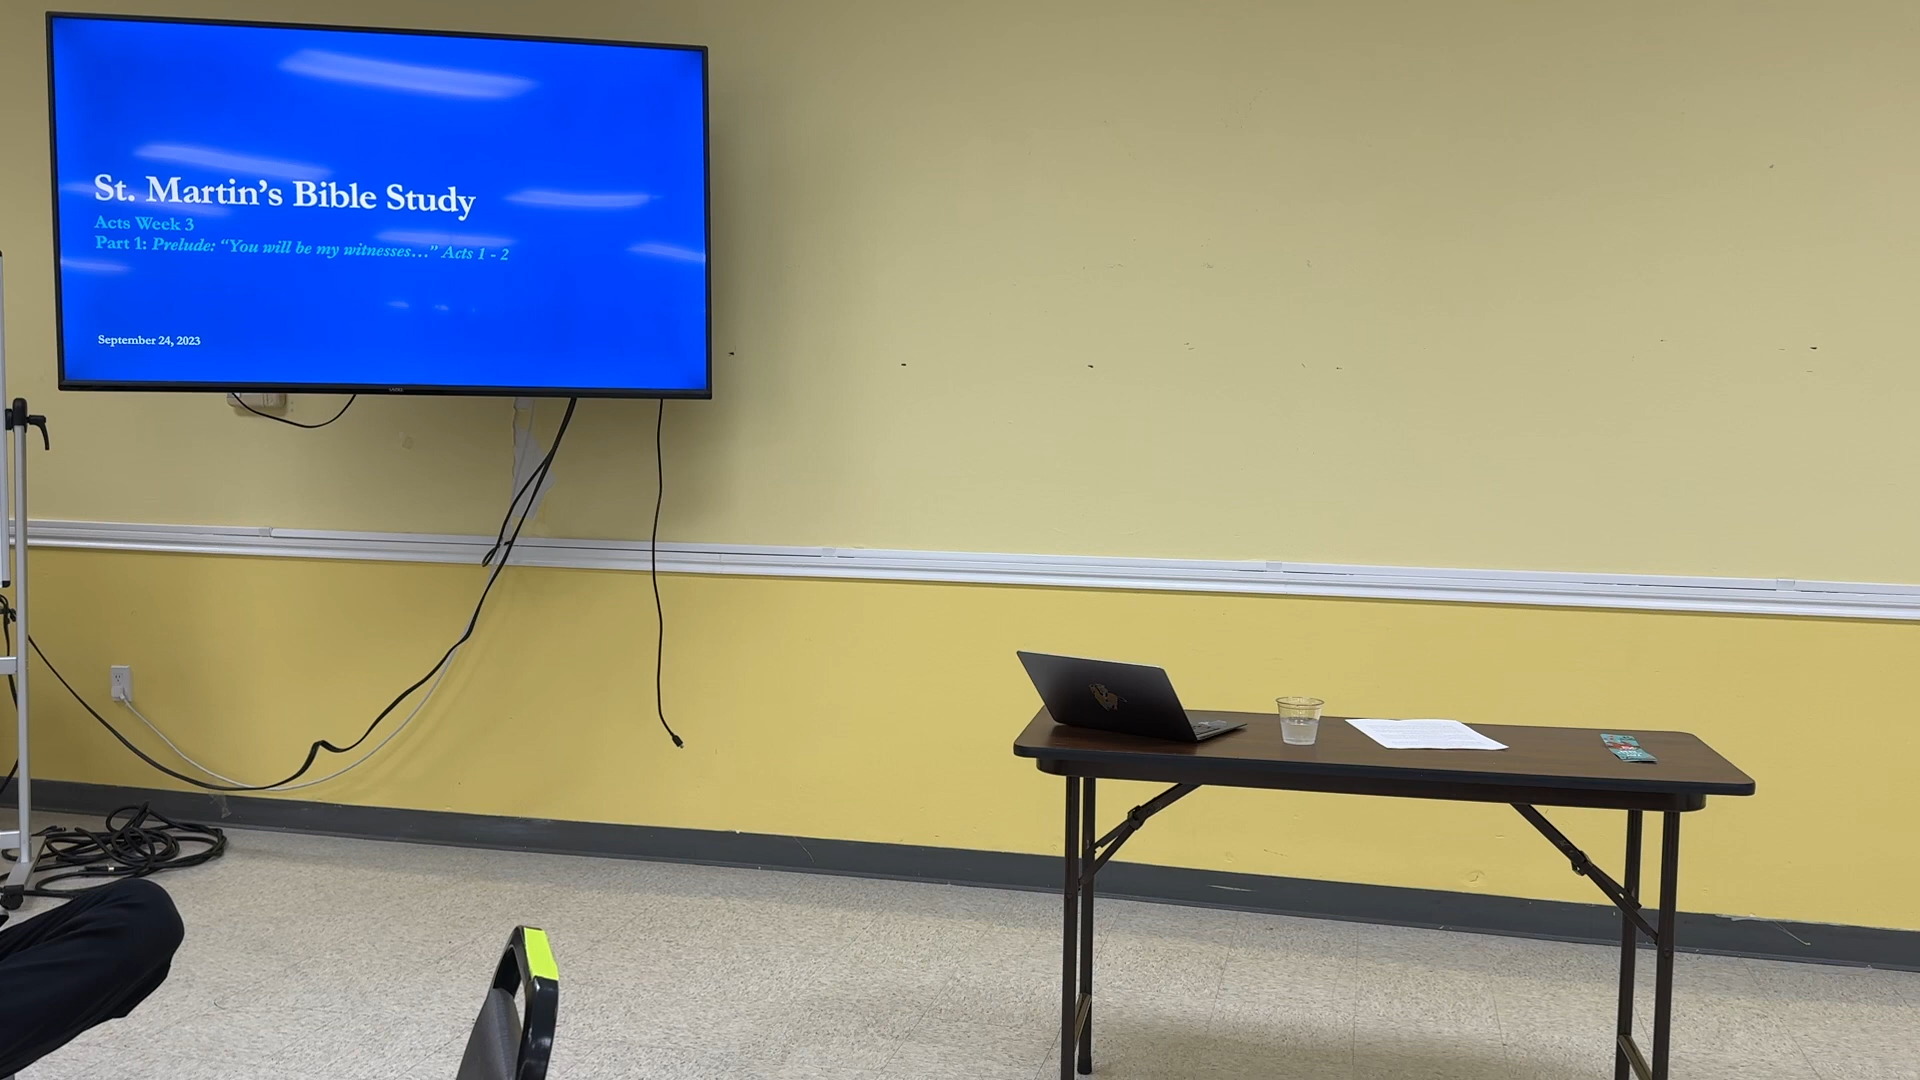 St. Martin's Bible Study
Acts Week 3
Part 1: Prelude: “You will be my witnesses…” Acts 1 - 2
September 24, 2023